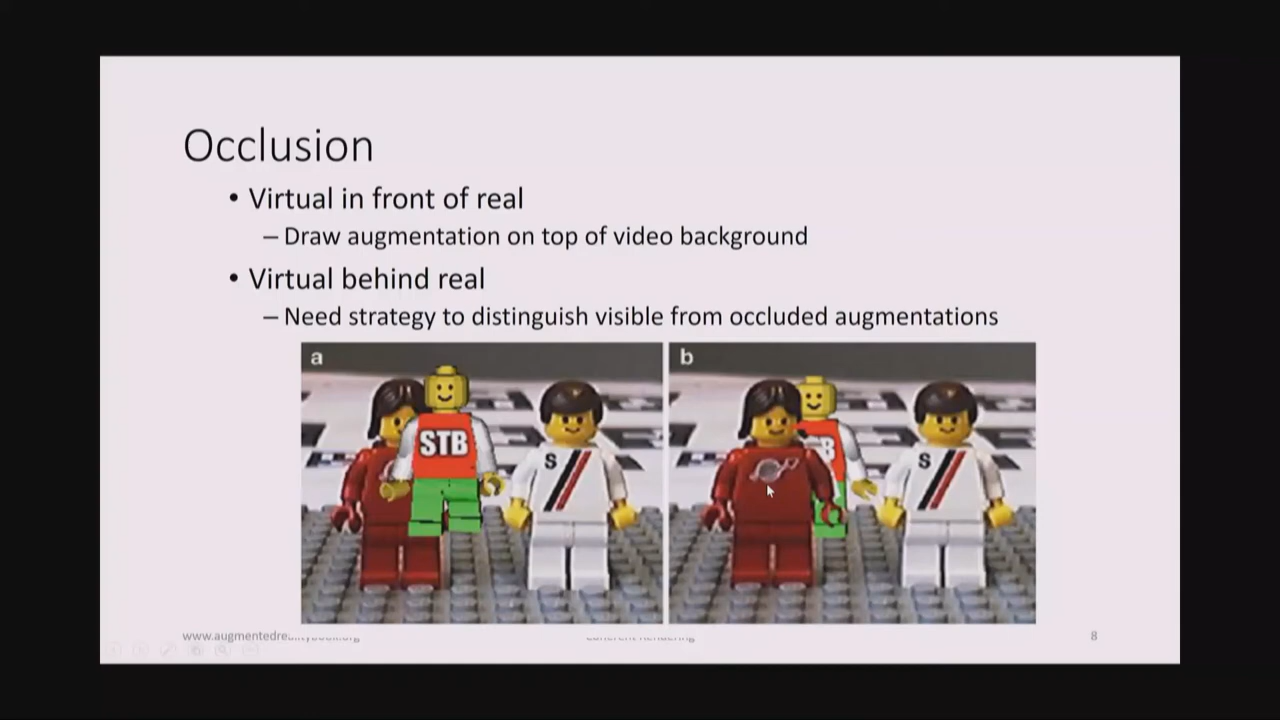 Occlusion
• Virtual in front of real
– Draw augmentation on top of video background
• Virtual behind real
– Need strategy to distinguish visible from occluded augmentations
a
b
STB
S
B
S
8